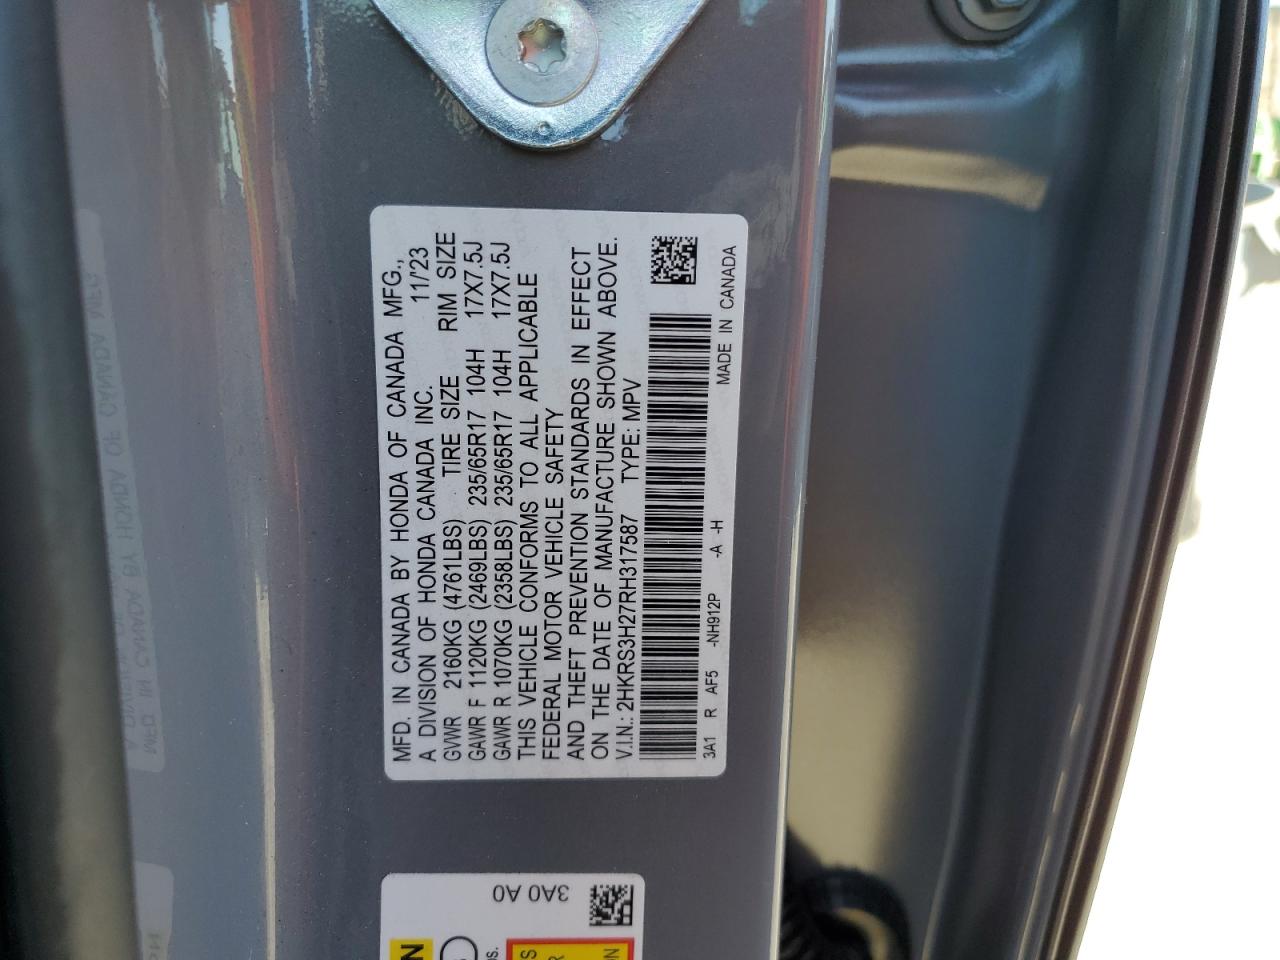 MFD. IN CANADA BY HONDA OF CANADA MFG.,
A DIVISION OF HONDA CANADA INC. 11/'23
GVWR 2160KG (4761LBS) TIRE SIZE RIM SIZE
GAWR F 1120KG (2469LBS) 235/65R17 104H 17X7.5J
GAWR R 1070KG (2358LBS) 235/65R17 104H 17X7.5J
THIS VEHICLE CONFORMS TO ALL APPLICABLE
FEDERAL MOTOR VEHICLE SAFETY
AND THEFT PREVENTION STANDARDS IN EFFECT
ON THE DATE OF MANUFACTURE SHOWN ABOVE.
V.I.N.: 2HKRS3H27RH317587 TYPE: MPV
3A1 R AF5 -NH912P -A -H MADE IN CANADA
3A0 A0